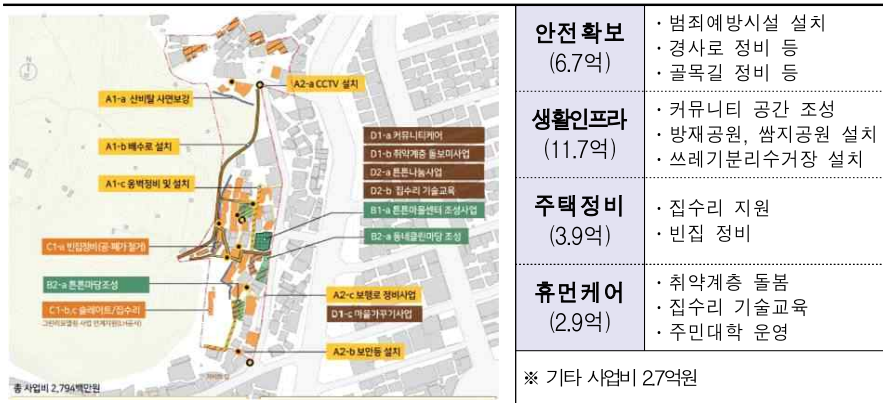 A2-a CCTV 설치
A1-a 산비탈 사면보강
A1-b 배수로 설치
A1-c 옹벽정비 및 설치
D1-a 커뮤니티케어
D1-b 취약계층 돌보미사업
D2-a 튼튼나눔사업
D2-b 집수리 기술교육
B1-a 튼튼마을센터 조성사업
B2-a 동네클린마당 조성
C1-a 빈집정비(공·폐가 철거)
B2-a 튼튼마당조성
C1-b,c 슬레이트/집수리
A2-c 보행로 정비사업
D1-c 마을가꾸기사업
A2-b 보안등 설치
총 사업비 2,794백만원
안전확보
(6.7억)
· 범죄예방시설 설치
· 경사로 정비 등
· 골목길 정비 등
생활인프라
(11.7억)
· 커뮤니티 공간 조성
· 방재공원, 쌈지공원 설치
· 쓰레기분리수거장 설치
주택정비
(3.9억)
· 집수리 지원
· 빈집 정비
휴먼케어
(2.9억)
· 취약계층 돌봄
· 집수리 기술교육
· 주민대학 운영
※ 기타 사업비 2.7억원